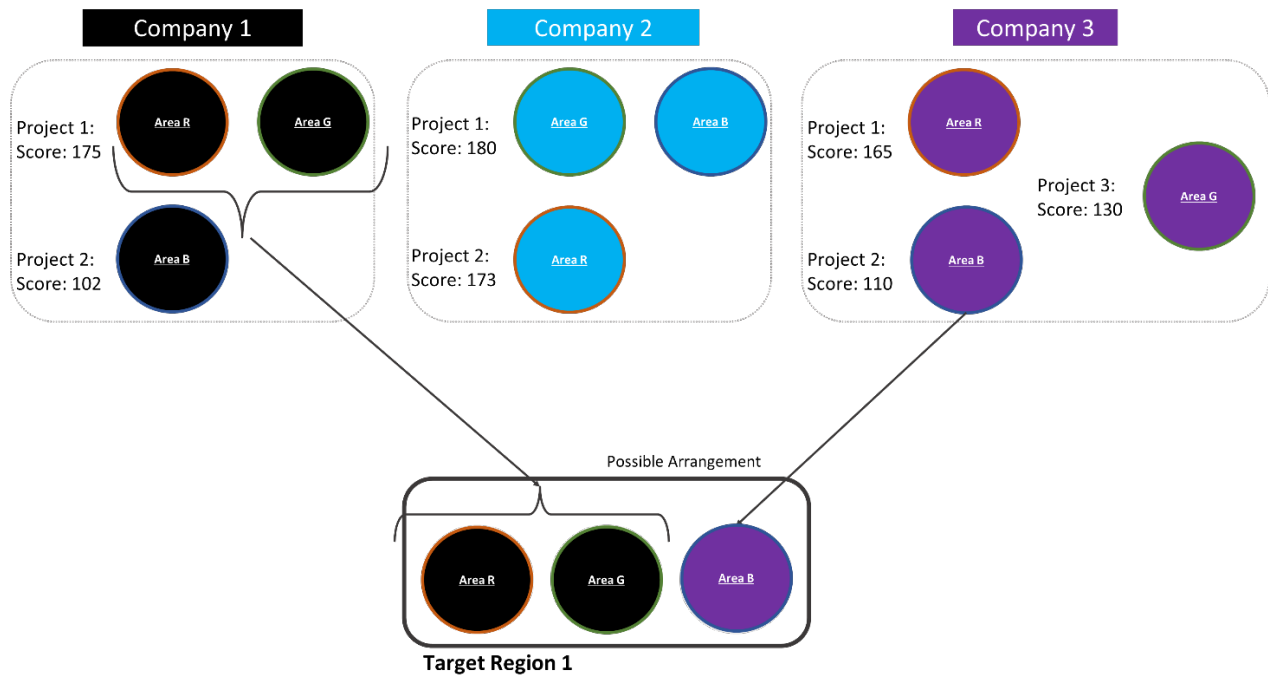 Company 1
Company 2
Company 3
Project 1:
Score: 175
Area R
Area G
Project 2:
Score: 102
Area B
Project 1:
Score: 180
Area G
Area B
Project 2:
Score: 173
Area R
Project 1:
Score: 165
Area R
Project 2:
Score: 110
Area B
Project 3:
Score: 130
Area G
Possible Arrangement
Area R
Area G
Area B
Target Region 1